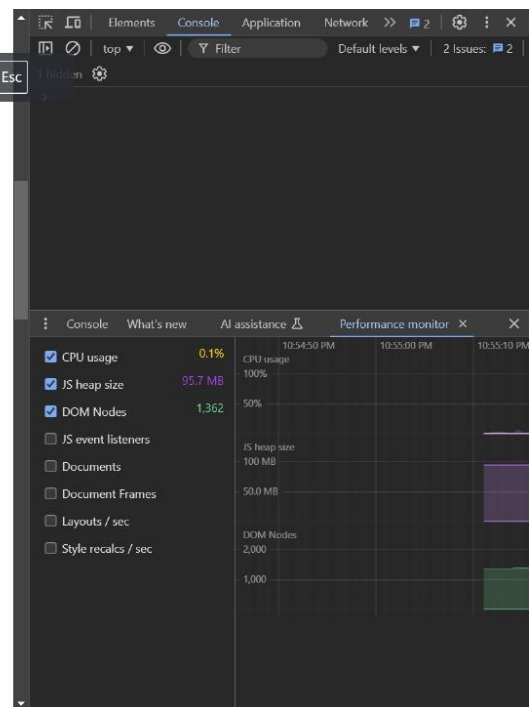 Elements Console Application Network 2
top Filter Default levels 2 Issues: 2
Esc
1 hidden
Console What's new AI assistance Performance monitor
CPU usage 0.1%
JS heap size 95.7 MB
DOM Nodes 1,362
JS event listeners
Documents
Document Frames
Layouts / sec
Style recalcs / sec
10:54:50 PM 10:55:00 PM 10:55:10 PM
CPU usage
100%
50%
JS heap size
100 MB
50.0 MB
DOM Nodes
2,000
1,000